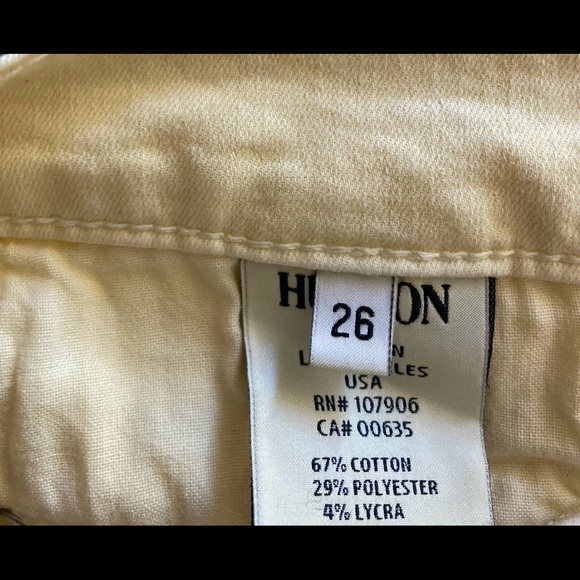 26
USA
RN# 107906
CA# 00635
67% COTTON
29% POLYESTER
4% LYCRA